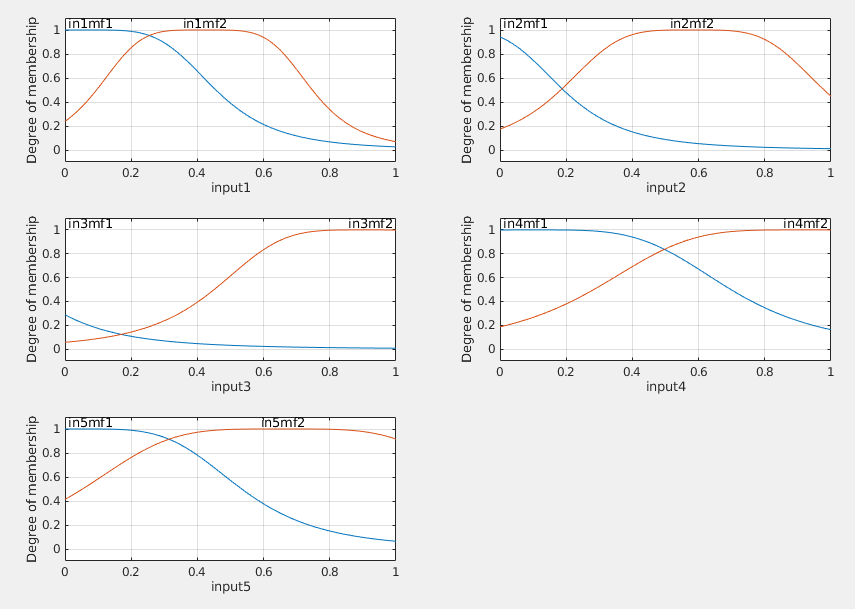 in1mf1 in1mf2
1
0.8
0.6
0.4
0.2
0
Degree of membership
0 0.2 0.4 0.6 0.8 1
input1
in2mf1 in2mf2
1
0.8
0.6
0.4
0.2
0
Degree of membership
0 0.2 0.4 0.6 0.8 1
input2
in3mf1 in3mf2
1
0.8
0.6
0.4
0.2
0
Degree of membership
0 0.2 0.4 0.6 0.8 1
input3
in4mf1 in4mf2
1
0.8
0.6
0.4
0.2
0
Degree of membership
0 0.2 0.4 0.6 0.8 1
input4
in5mf1 in5mf2
1
0.8
0.6
0.4
0.2
0
Degree of membership
0 0.2 0.4 0.6 0.8 1
input5